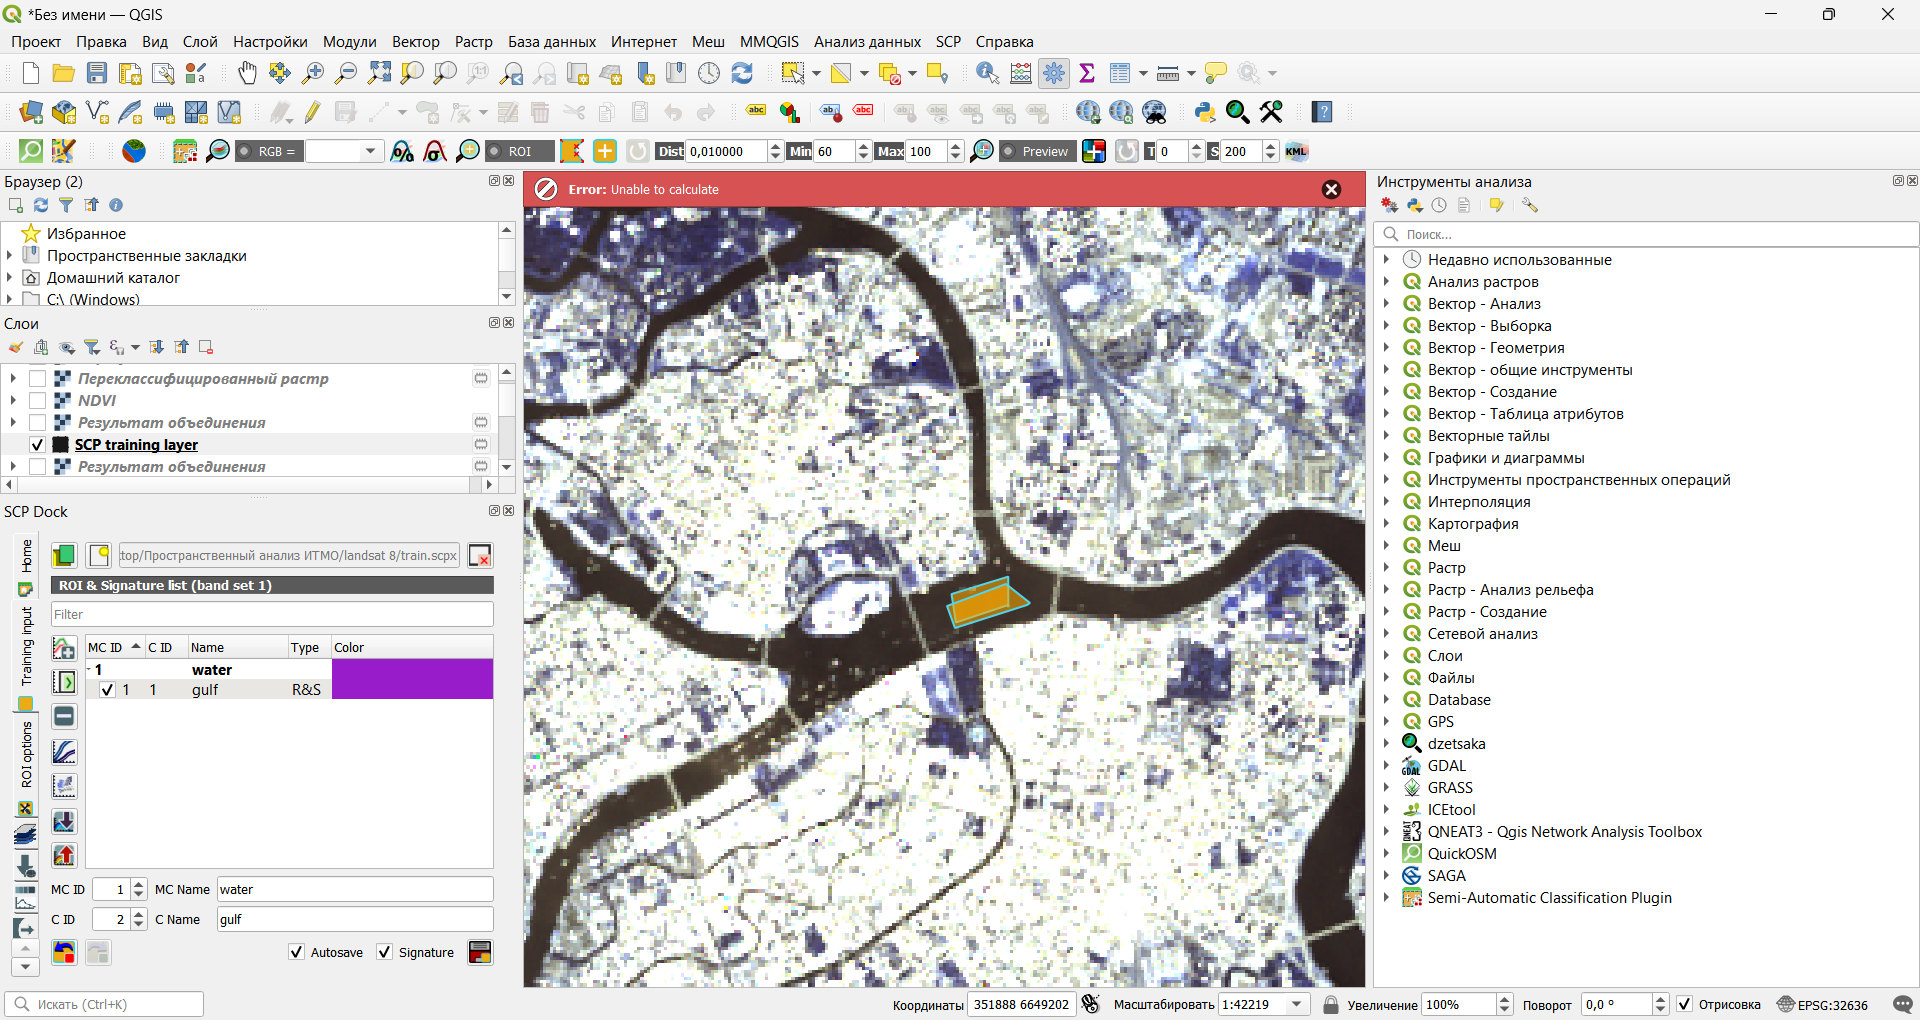 *Без имени — QGIS
Проект Правка Вид Слой Настройки Модули Вектор Растр База данных Интернет Меш MMQGIS Анализ данных SCP Справка
RGB = ROI Dist 0,010000 Min 60 Max 100 Preview T 0 S 200 KML
Браузер (2)
Избранное
Пространственные закладки
Домашний каталог
C:\ (Windows)
Слои
Переклассифицированный растр
NDVI
Результат объединения
SCP training layer
Результат объединения
SCP Dock
Home
Training input
ROI options
top/Пространственный анализ ИТМО/landsat 8/train.scpx
ROI & Signature list (band set 1)
Filter
MC ID C ID Name Type Color
1 water
1 1 gulf R&S
MC ID 1 MC Name water
C ID 2 C Name gulf
Autosave Signature
Error: Unable to calculate
Инструменты анализа
Поиск...
Недавно использованные
Анализ растров
Вектор - Анализ
Вектор - Выборка
Вектор - Геометрия
Вектор - общие инструменты
Вектор - Создание
Вектор - Таблица атрибутов
Векторные тайлы
Графики и диаграммы
Инструменты пространственных операций
Интерполяция
Картография
Меш
Растр
Растр - Анализ рельефа
Растр - Создание
Сетевой анализ
Слои
Файлы
Database
GPS
dzetsaka
GDAL
GRASS
ICEtool
QNEAT3 - Qgis Network Analysis Toolbox
QuickOSM
SAGA
Semi-Automatic Classification Plugin
Искать (Ctrl+K)
Координаты 351888 6649202 Масштабировать 1:42219 Увеличение 100% Поворот 0,0 ° Отрисовка EPSG:32636